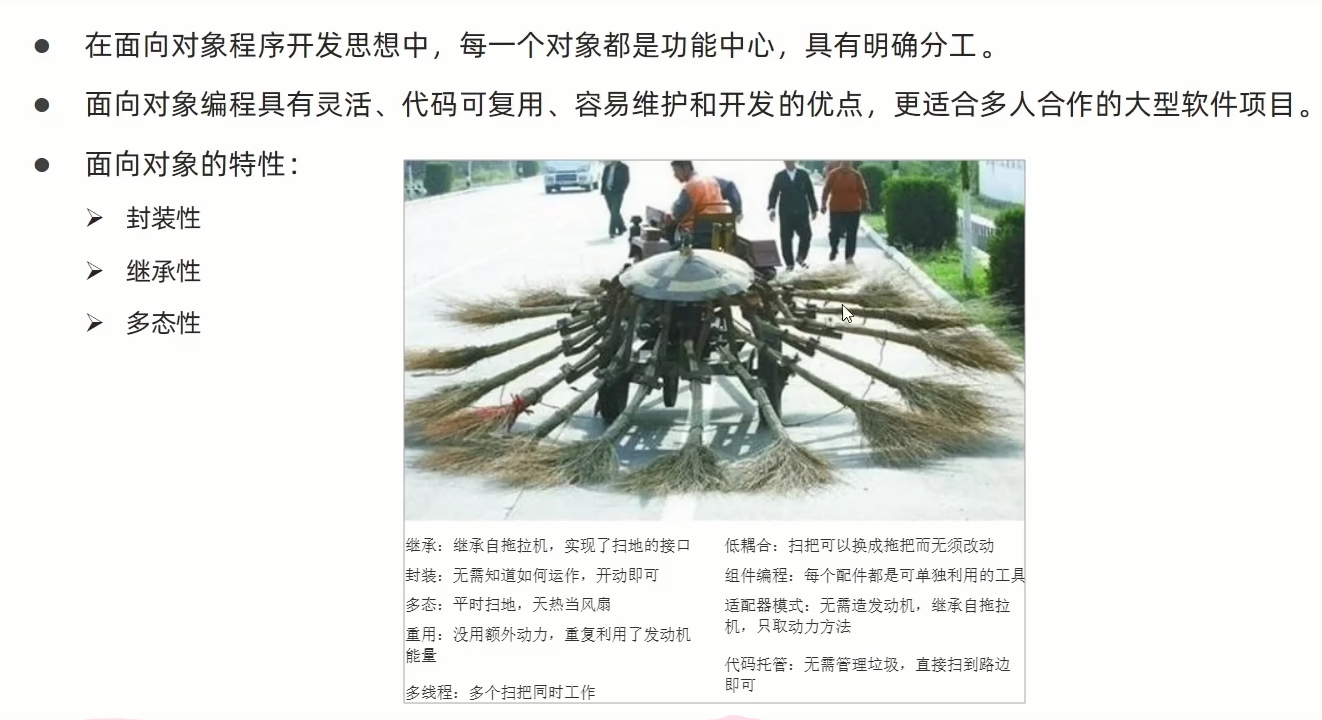 在面向对象程序开发思想中，每一个对象都是功能中心，具有明确分工。
面向对象编程具有灵活、代码可复用、容易维护和开发的优点，更适合多人合作的大型软件项目。
面向对象的特性：
封装性
继承性
多态性
继承：继承自拖拉机，实现了扫地的接口
封装：无需知道如何运作，开动即可
多态：平时扫地，天热当风扇
重用：没用额外动力，重复利用了发动机
能量
多线程：多个扫把同时工作
低耦合：扫把可以换成拖把而无须改动
组件编程：每个配件都是可单独利用的工具
适配器模式：无需造发动机，继承自拖拉
机，只取动力方法
代码托管：无需管理垃圾，直接扫到路边
即可